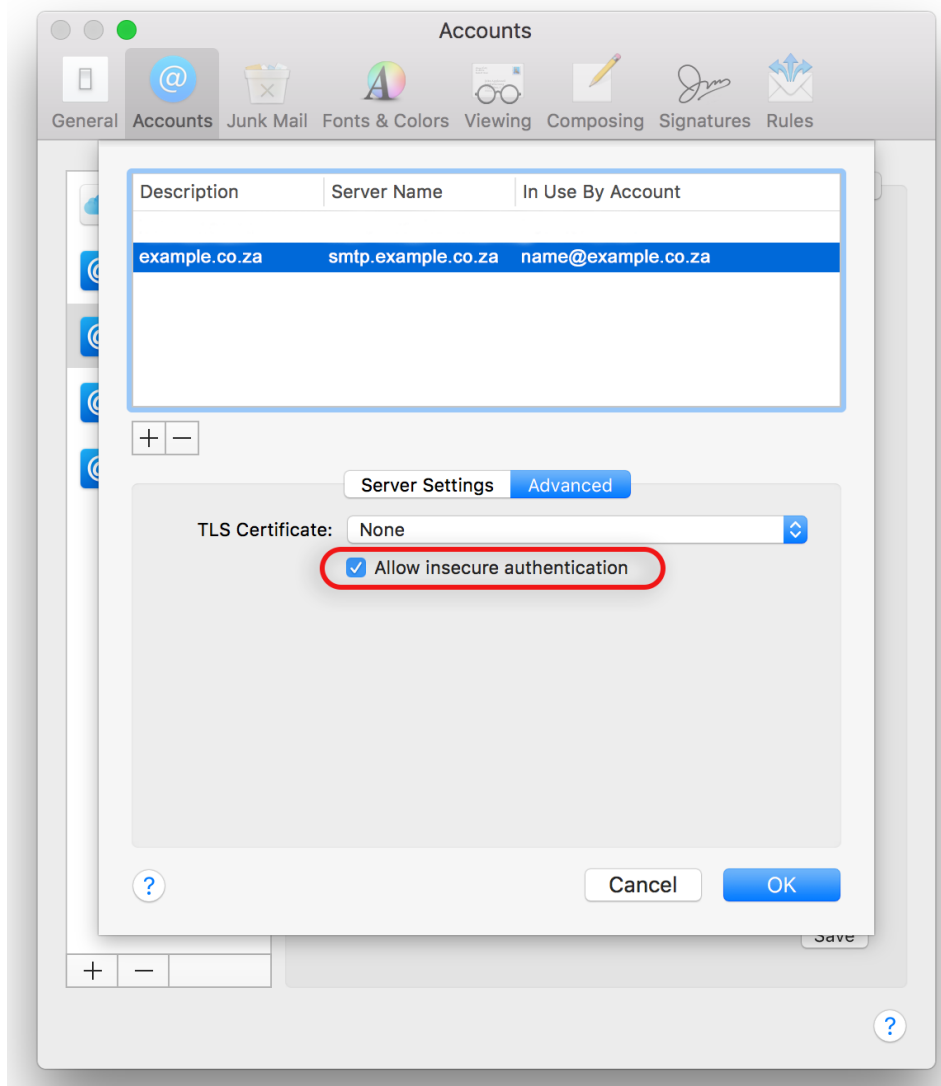 Accounts
General Accounts Junk Mail Fonts & Colors Viewing Composing Signatures Rules
Description Server Name In Use By Account
example.co.za smtp.example.co.za name@example.co.za
Server Settings Advanced
TLS Certificate: None
Allow insecure authentication
? Cancel OK
Save
?